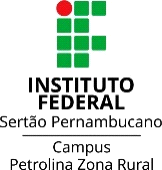 INSTITUTO
FEDERAL
Sertão Pernambucano
Campus
Petrolina Zona Rural